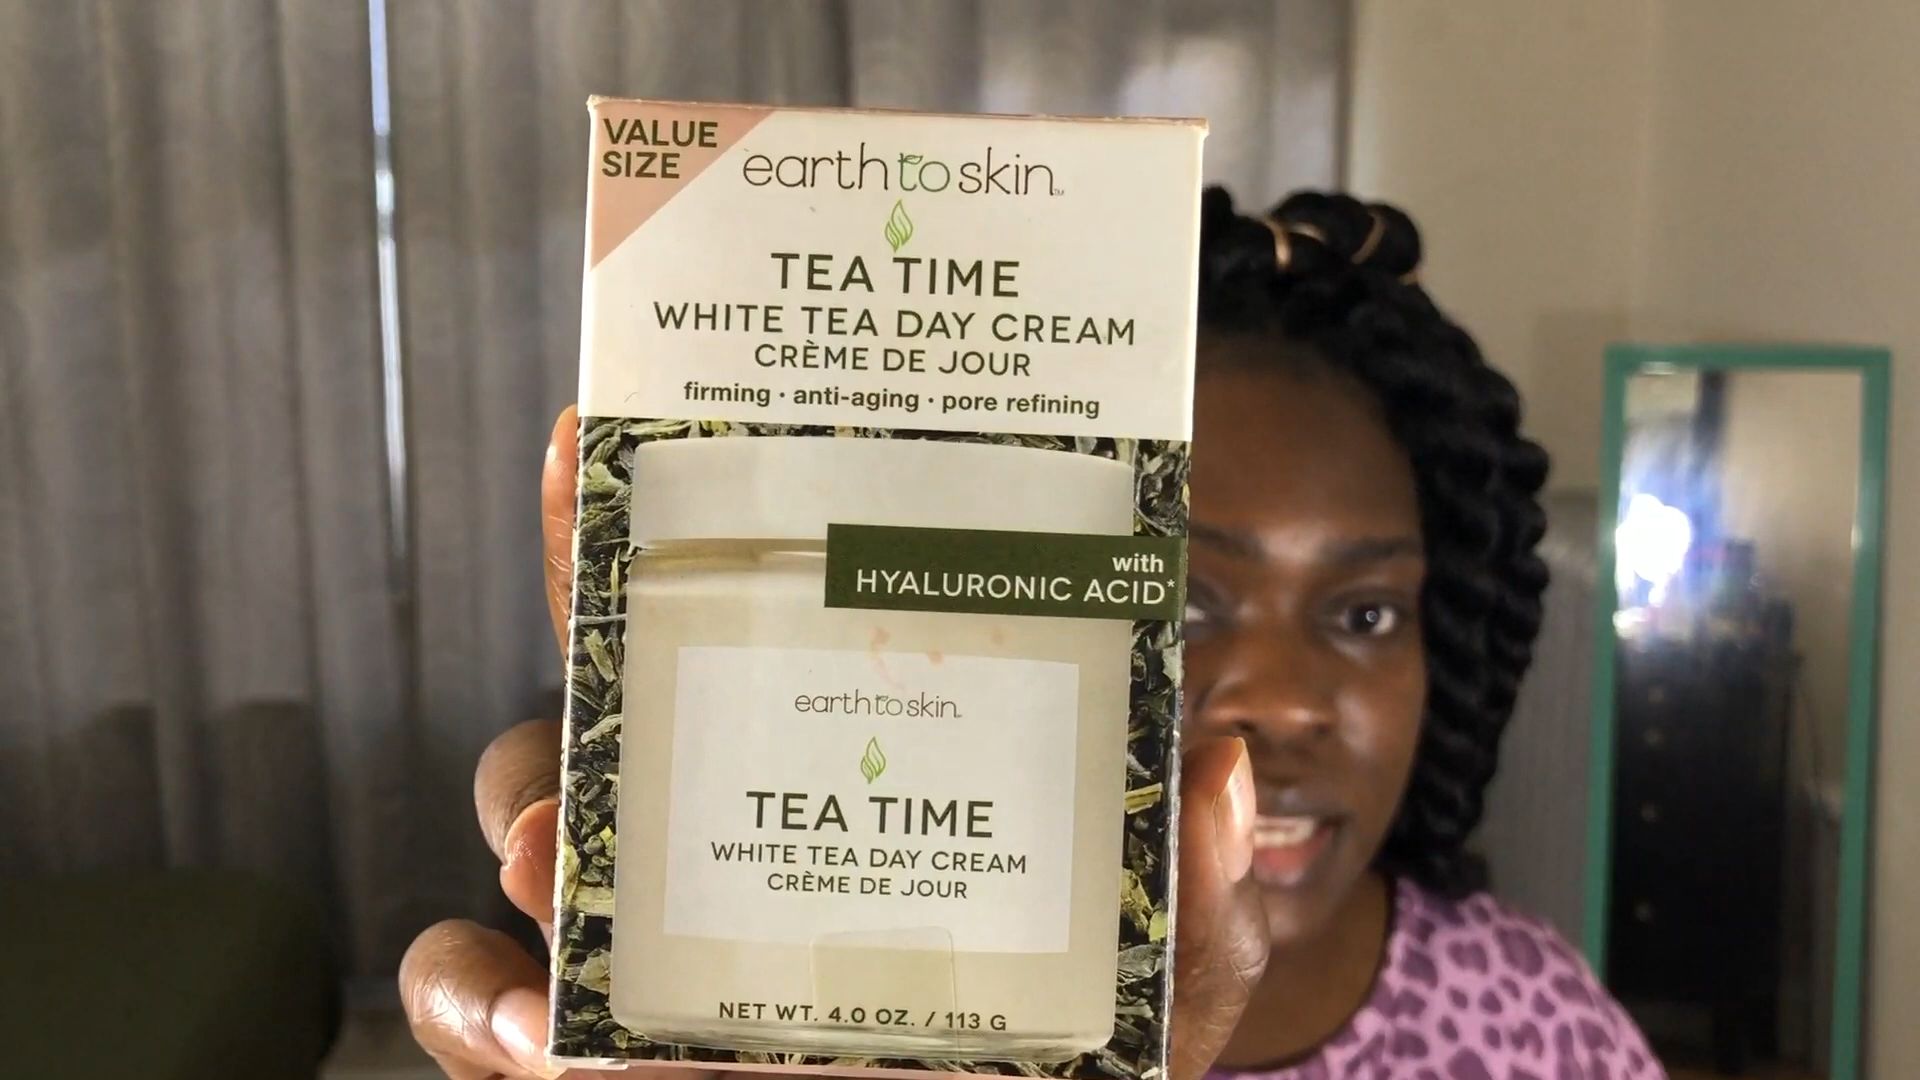 VALUE
SIZE
earth to skin™
TEA TIME
WHITE TEA DAY CREAM
CRÈME DE JOUR
firming · anti-aging · pore refining
with
HYALURONIC ACID*
earth to skin
TEA TIME
WHITE TEA DAY CREAM
CRÈME DE JOUR
NET WT. 4.0 OZ. / 113 G